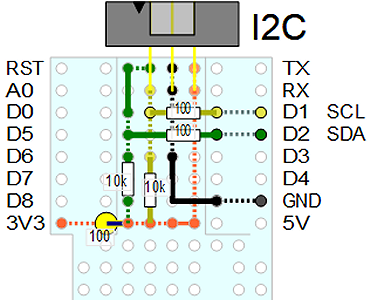 I2C
RST TX
A0 RX
D0 100 D1 SCL
D5 100 D2 SDA
D6 D3
D7 10k 10k D4
D8 GND
3V3 100 5V